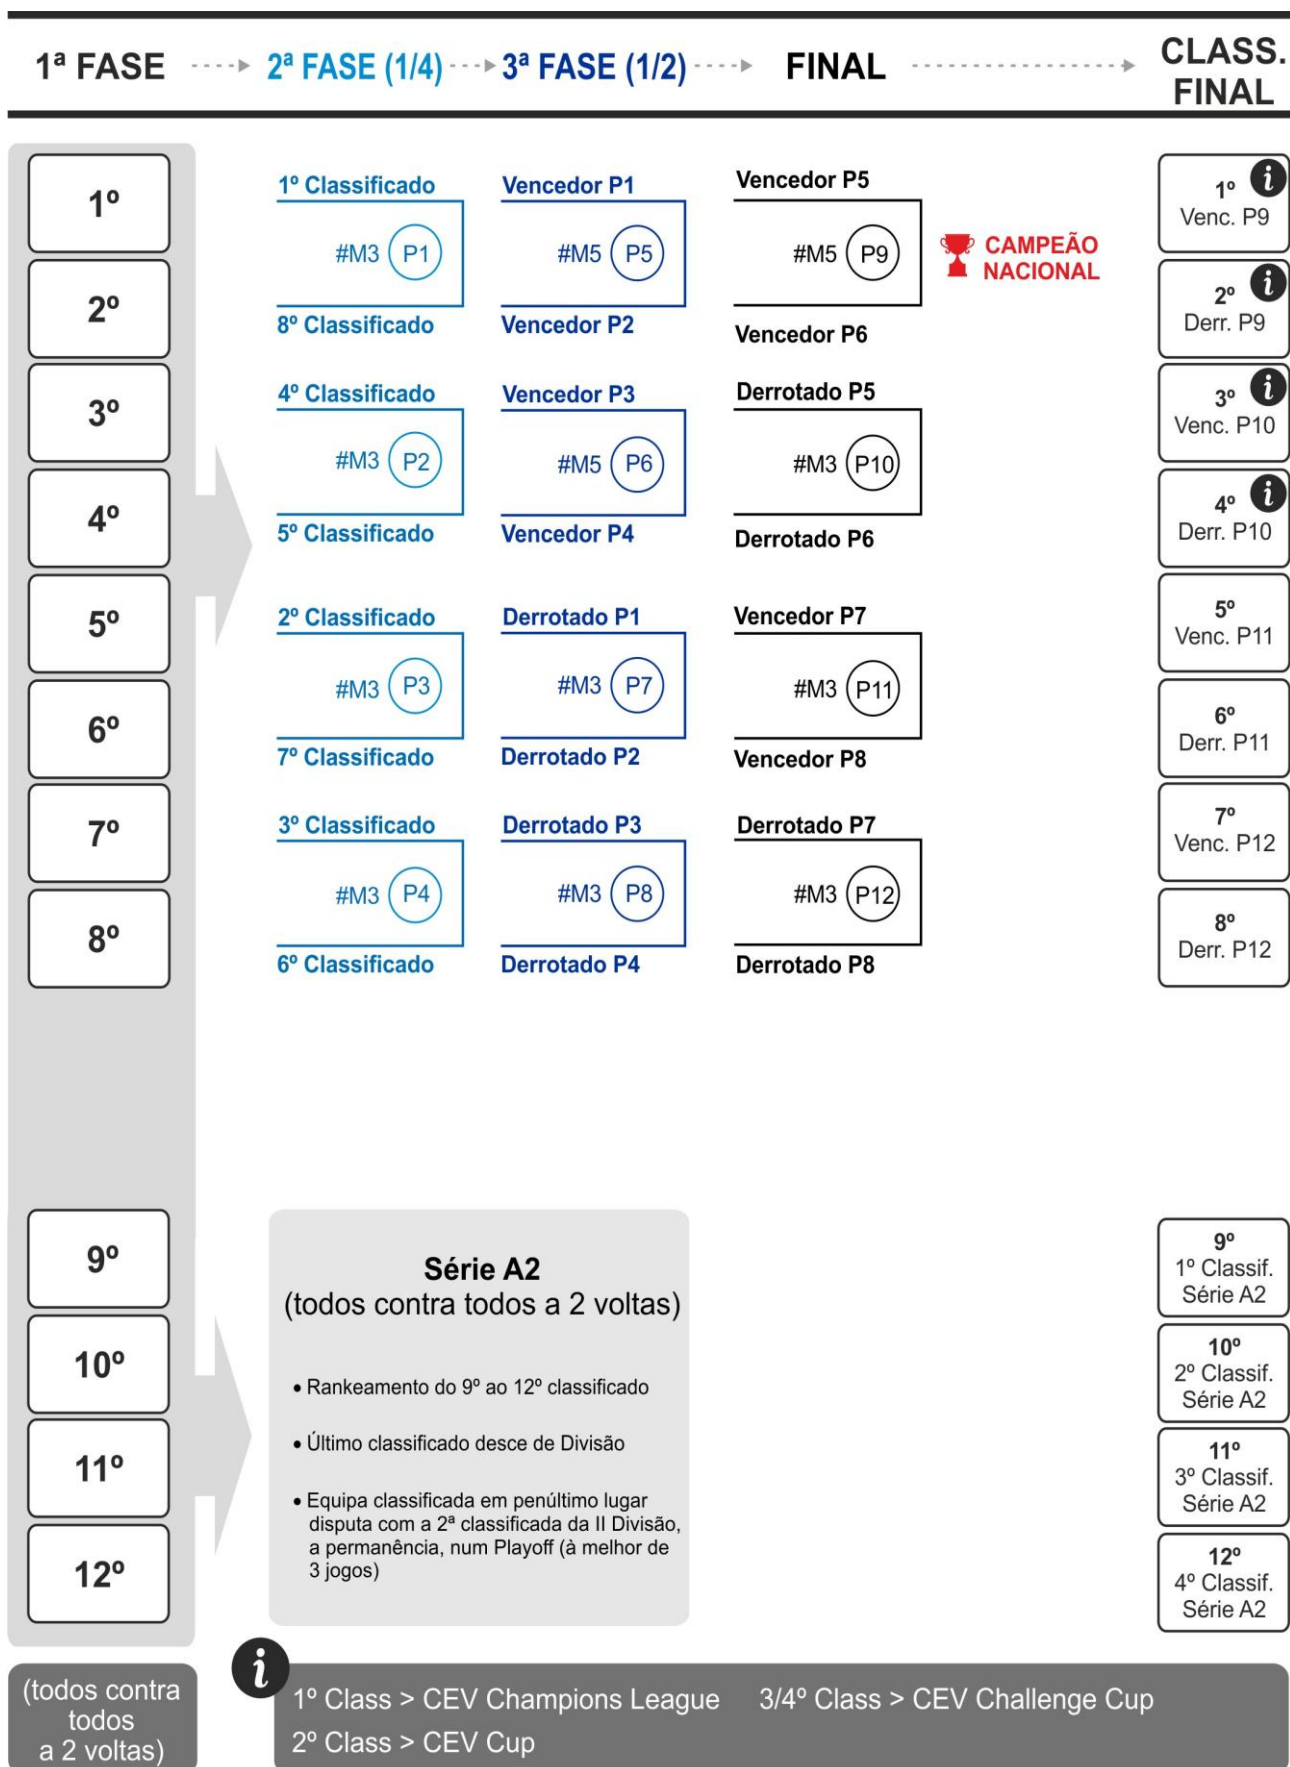 1ª FASE
2ª FASE (1/4)
3ª FASE (1/2)
FINAL
CLASS.
FINAL
1º
2º
3º
4º
5º
6º
7º
8º
1º Classificado
#M3 P1
8º Classificado
4º Classificado
#M3 P2
5º Classificado
2º Classificado
#M3 P3
7º Classificado
3º Classificado
#M3 P4
6º Classificado
Vencedor P1
#M5 P5
Vencedor P2
Vencedor P3
#M5 P6
Vencedor P4
Derrotado P1
#M3 P7
Derrotado P2
Derrotado P3
#M3 P8
Derrotado P4
Vencedor P5
#M5 P9
Vencedor P6
CAMPEÃO
NACIONAL
Derrotado P5
#M3 P10
Derrotado P6
Vencedor P7
#M3 P11
Vencedor P8
Derrotado P7
#M3 P12
Derrotado P8
1º i
Venc. P9
2º i
Derr. P9
3º i
Venc. P10
4º i
Derr. P10
5º
Venc. P11
6º
Derr. P11
7º
Venc. P12
8º
Derr. P12
9º
10º
11º
12º
Série A2
(todos contra todos a 2 voltas)
• Rankeamento do 9º ao 12º classificado
• Último classificado desce de Divisão
• Equipa classificada em penúltimo lugar
disputa com a 2ª classificada da II Divisão,
a permanência, num Playoff (à melhor de
3 jogos)
9º
1º Classif.
Série A2
10º
2º Classif.
Série A2
11º
3º Classif.
Série A2
12º
4º Classif.
Série A2
(todos contra
todos
a 2 voltas)
i
1º Class > CEV Champions League 3/4º Class > CEV Challenge Cup
2º Class > CEV Cup